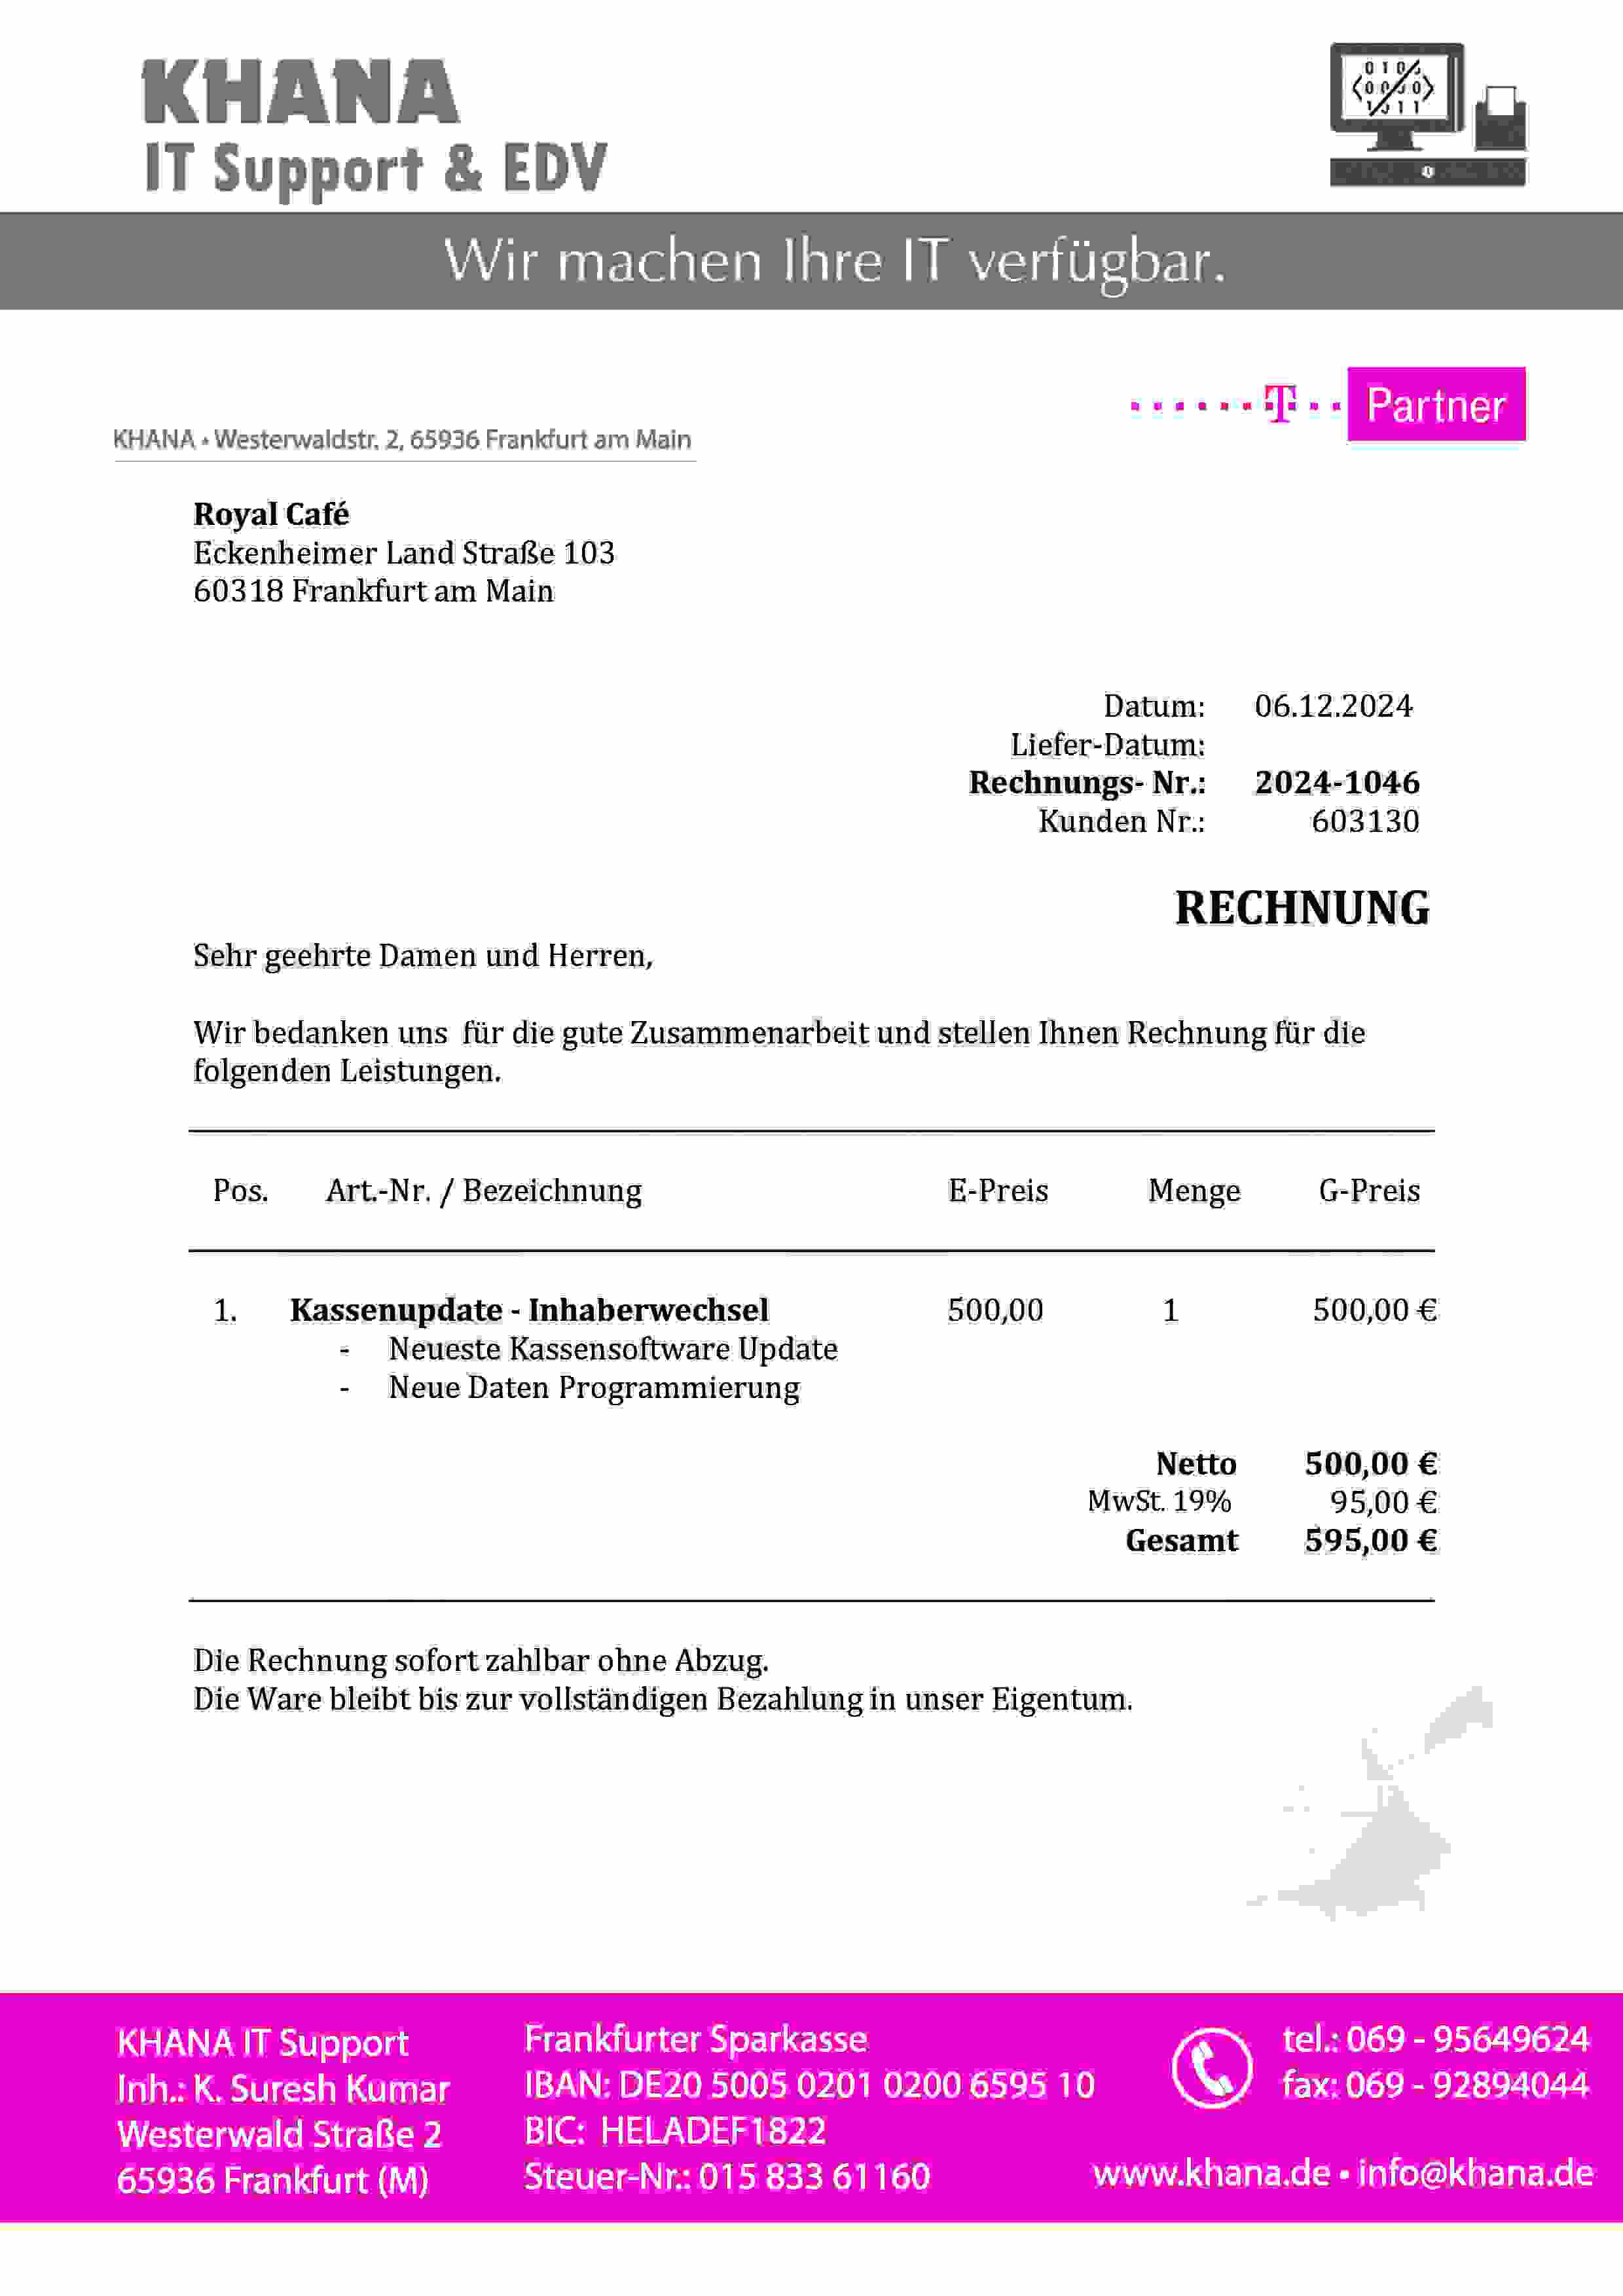 KHANA
IT Support & EDV
Wir machen Ihre IT verfügbar.
T Partner
KHANA • Westerwaldstr. 2, 65936 Frankfurt am Main
Royal Café
Eckenheimer Land Straße 103
60318 Frankfurt am Main
Datum: 06.12.2024
Liefer-Datum:
Rechnungs- Nr.: 2024-1046
Kunden Nr.: 603130
RECHNUNG
Sehr geehrte Damen und Herren,
Wir bedanken uns für die gute Zusammenarbeit und stellen Ihnen Rechnung für die
folgenden Leistungen.
Pos. Art.-Nr. / Bezeichnung E-Preis Menge G-Preis
1. Kassenupdate - Inhaberwechsel 500,00 1 500,00 €
- Neueste Kassensoftware Update
- Neue Daten Programmierung
Netto 500,00 €
MwSt. 19% 95,00 €
Gesamt 595,00 €
Die Rechnung sofort zahlbar ohne Abzug.
Die Ware bleibt bis zur vollständigen Bezahlung in unser Eigentum.
KHANA IT Support
Inh.: K. Suresh Kumar
Westerwald Straße 2
65936 Frankfurt (M)
Frankfurter Sparkasse
IBAN: DE20 5005 0201 0200 6595 10
BIC: HELADEF1822
Steuer-Nr.: 015 833 61160
tel.: 069 - 95649624
fax: 069 - 92894044
www.khana.de • info@khana.de